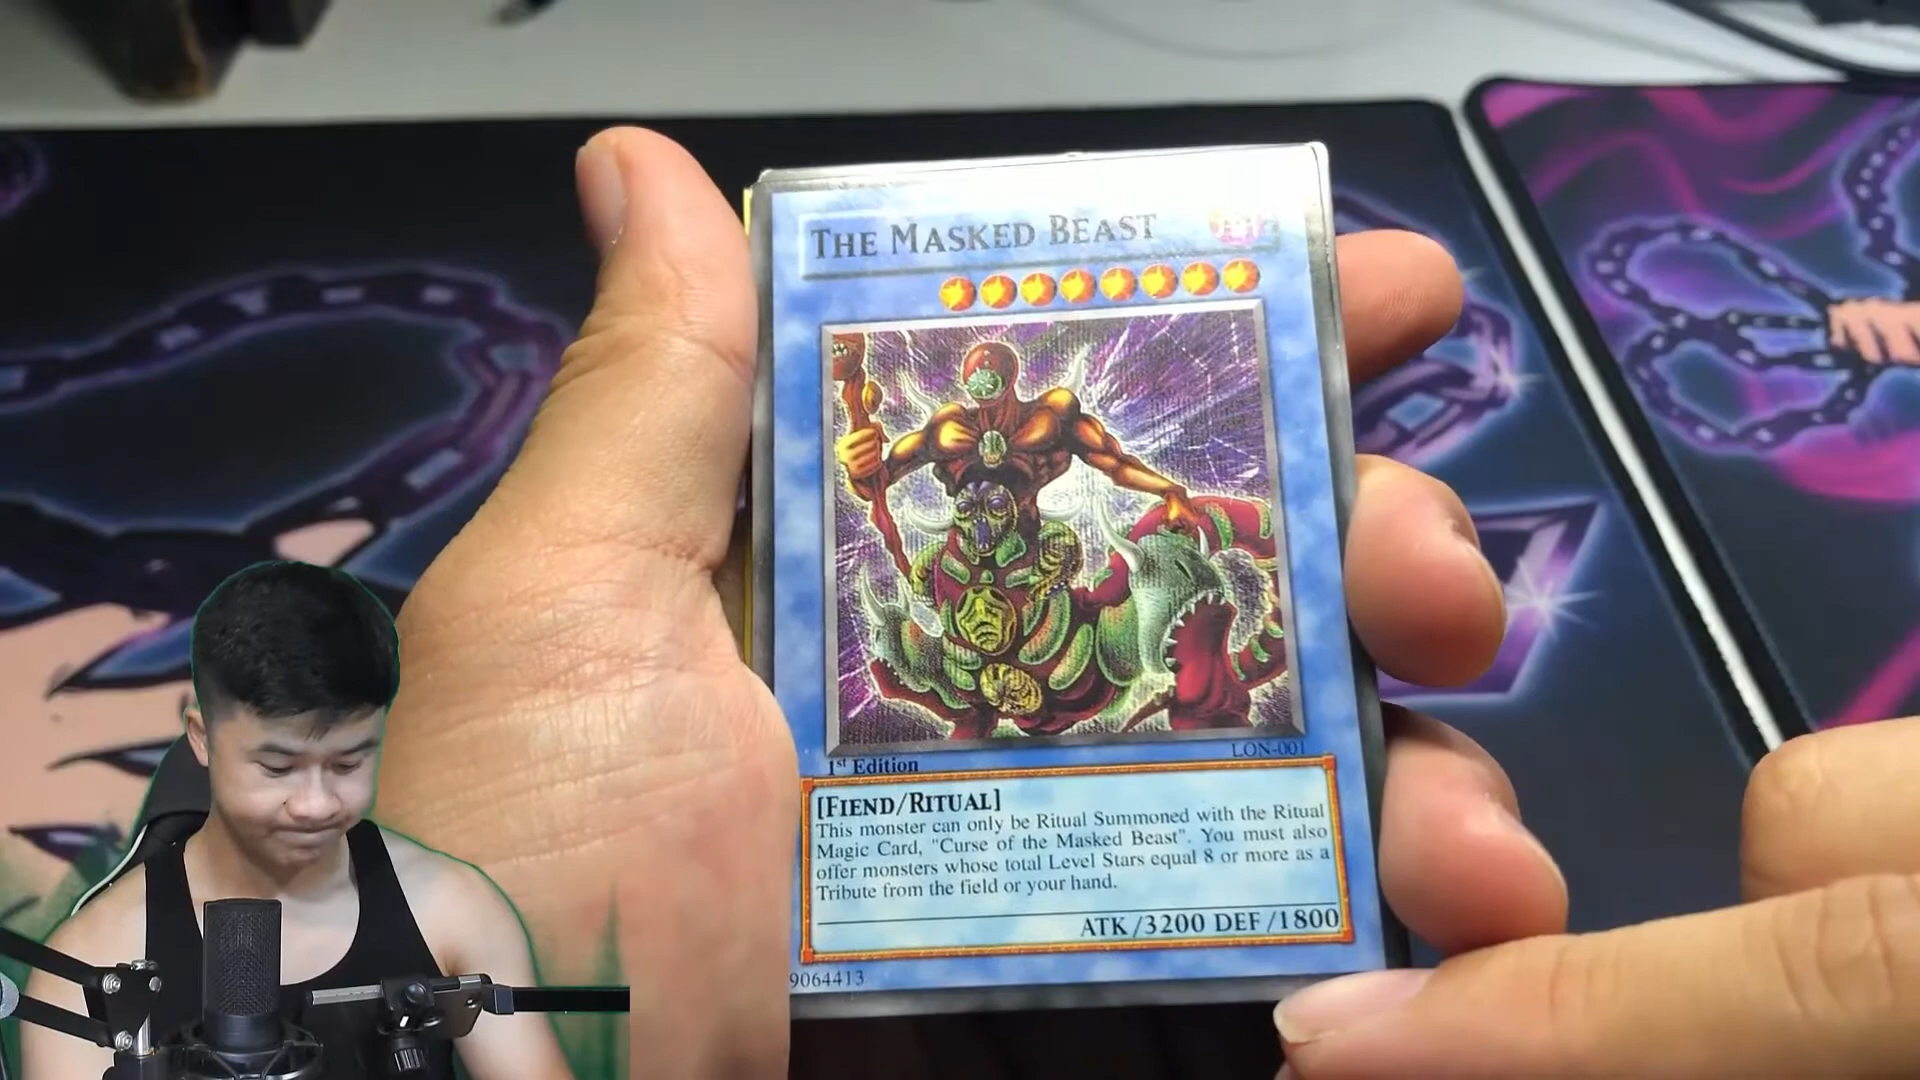 THE MASKED BEAST
LON-001
1st Edition
[FIEND/RITUAL]
This monster can only be Ritual Summoned with the Ritual
Magic Card, "Curse of the Masked Beast". You must also
offer monsters whose total Level Stars equal 8 or more as a
Tribute from the field or your hand.
ATK/3200 DEF/1800
9064413